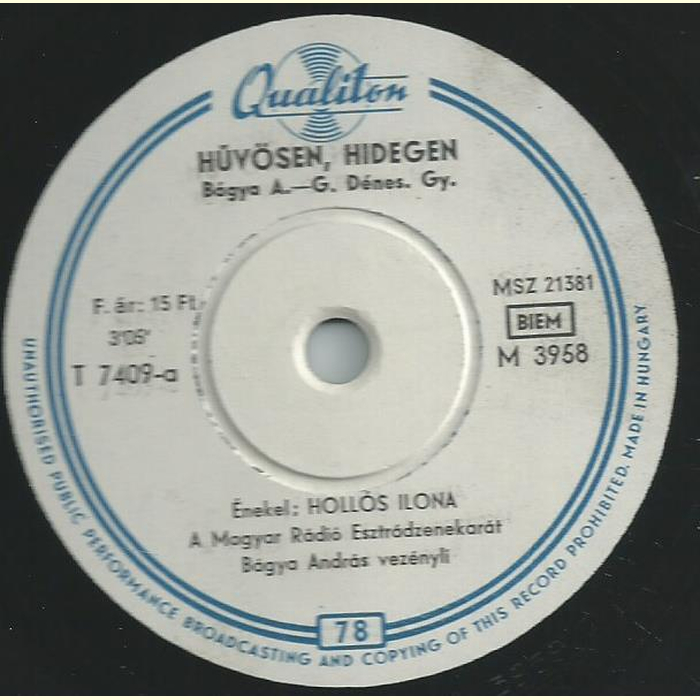 Qualiton
HŰVÖSEN, HIDEGEN
Bágya A.—G. Dénes. Gy.
F. ár: 15 Ft.
3'05'
T 7409-a
MSZ 21381
BIEM
M 3958
Énekel: HOLLÓS ILONA
A Magyar Rádió Esztrádzenekarát
Bágya András vezényli
78
UNAUTHORISED PUBLIC PERFORMANCE BROADCASTING AND COPYING OF THIS RECORD PROHIBITED. MADE IN HUNGARY